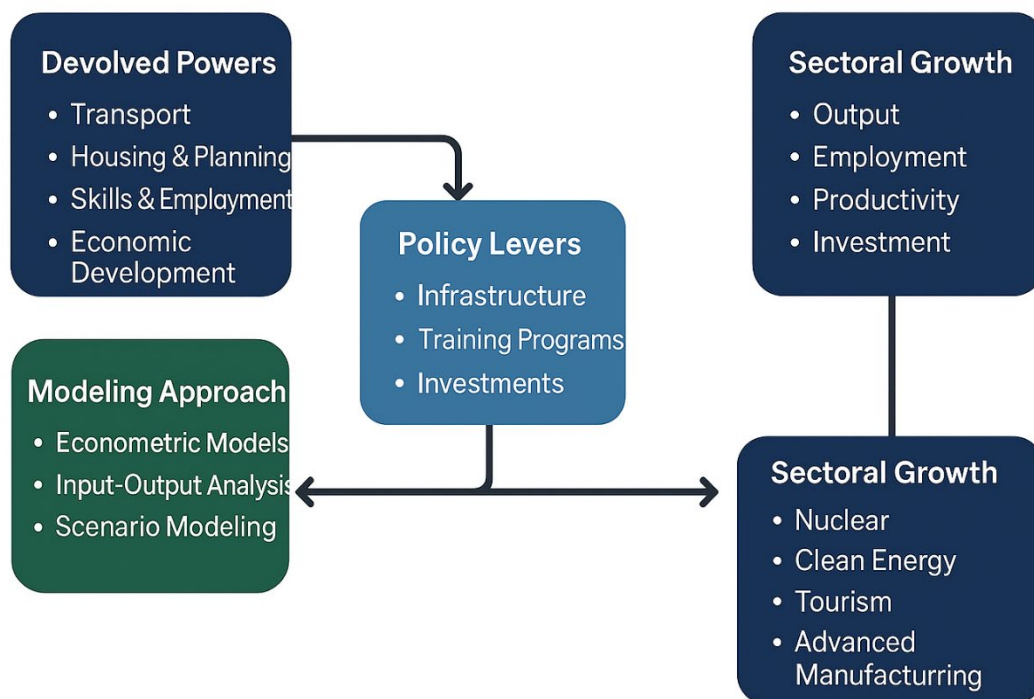 Devolved Powers
• Transport
• Housing & Planning
• Skills & Employment
• Economic
Development
Policy Levers
• Infrastructure
• Training Programs
• Investments
Modeling Approach
• Econometric Models
• Input-Output Analysis
• Scenario Modeling
Sectoral Growth
• Output
• Employment
• Productivity
• Investment
Sectoral Growth
• Nuclear
• Clean Energy
• Tourism
• Advanced
Manufacturring